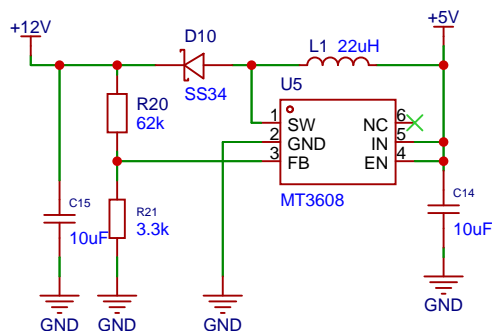 +12V
+5V
D10
L1 22uH
SS34
U5
R20
62k
1 SW NC 6
2 GND IN 5
3 FB EN 4
MT3608
C15
10uF
R21
3.3k
C14
10uF
GND GND GND GND